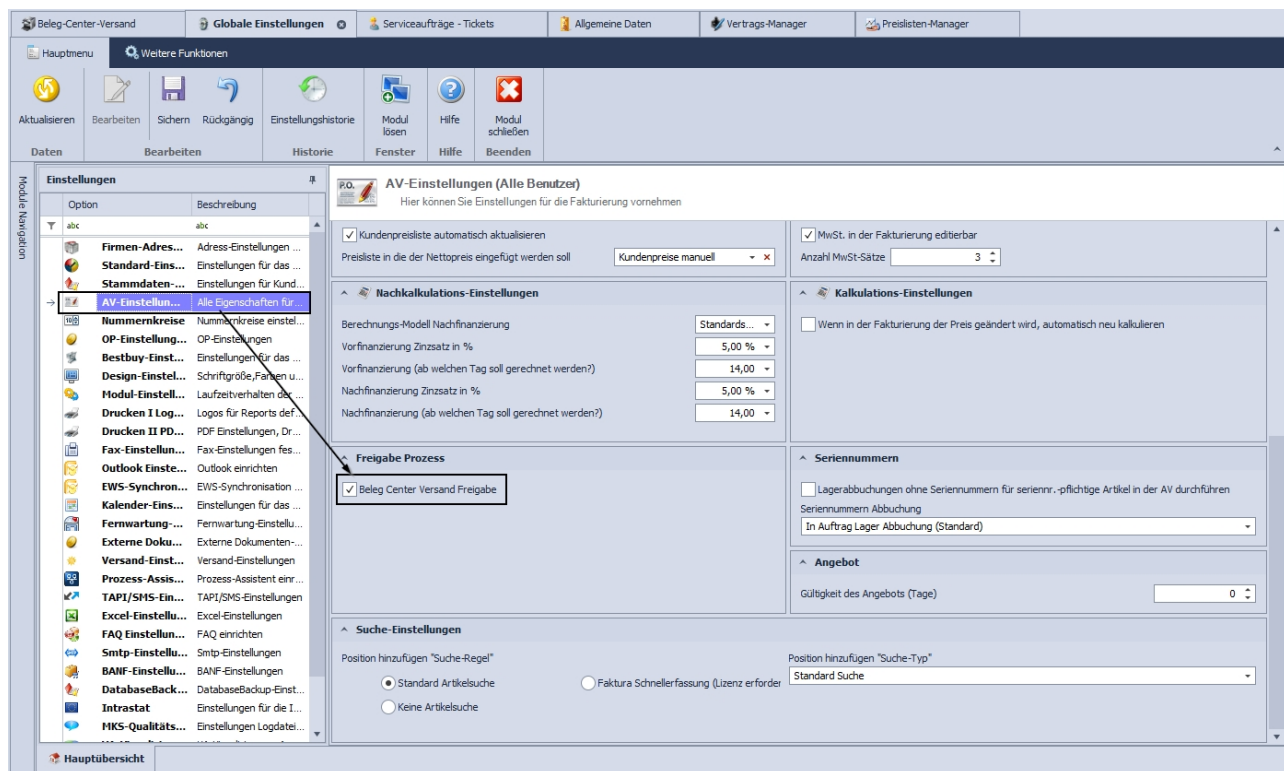 Beleg-Center-Versand
Globale Einstellungen
Serviceaufträge - Tickets
Allgemeine Daten
Vertrags-Manager
Preislisten-Manager
Hauptmenu
Weitere Funktionen
Aktualisieren
Bearbeiten
Sichern
Rückgängig
Einstellungshistorie
Modul lösen
Hilfe
Modul schließen
Daten
Bearbeiten
Historie
Fenster
Hilfe
Beenden
Module Navigation
Einstellungen
Option Beschreibung
abc abc
Firmen-Adres... Adress-Einstellungen ...
Standard-Eins... Einstellungen für das ...
Stammdaten-... Einstellungen für Kund...
AV-Einstellun... Alle Eigenschaften für...
Nummernkreise Nummernkreise einstel...
OP-Einstellung... OP-Einstellungen
Bestbuy-Einst... Einstellungen für das ...
Design-Einstel... Schriftgröße,Farben u...
Modul-Einstell... Laufzeitverhalten der ...
Drucken I Log... Logos für Reports def...
Drucken II PD... PDF Einstellungen, Dr...
Fax-Einstellun... Fax-Einstellungen fes...
Outlook Einste... Outlook einrichten
EWS-Synchron... EWS-Synchronisation ...
Kalender-Eins... Einstellungen für das ...
Fernwartung-... Fernwartung-Einstellu...
Externe Doku... Externe Dokumenten-...
Versand-Einst... Versand-Einstellungen
Prozess-Assis... Prozess-Assistent einr...
TAPI/SMS-Ein... TAPI/SMS-Einstellungen
Excel-Einstellu... Excel-Einstellungen
FAQ Einstellun... FAQ einrichten
Smtp-Einstellu... Smtp-Einstellungen
BANF-Einstellu... BANF-Einstellungen
DatabaseBack... DatabaseBackup-Einst...
Intrastat Einstellungen für die I...
MKS-Qualitäts... Einstellungen Logdatei...
Hauptübersicht
P.O.
AV-Einstellungen (Alle Benutzer)
Hier können Sie Einstellungen für die Fakturierung vornehmen
Kundenpreisliste automatisch aktualisieren
Preisliste in die der Nettopreis eingefügt werden soll Kundenpreise manuell
MwSt. in der Fakturierung editierbar
Anzahl MwSt-Sätze 3
Nachkalkulations-Einstellungen
Berechnungs-Modell Nachfinanzierung Standards...
Vorfinanzierung Zinzsatz in % 5,00 %
Vorfinanzierung (ab welchen Tag soll gerechnet werden?) 14,00
Nachfinanzierung Zinzsatz in % 5,00 %
Nachfinanzierung (ab welchen Tag soll gerechnet werden?) 14,00
Kalkulations-Einstellungen
Wenn in der Fakturierung der Preis geändert wird, automatisch neu kalkulieren
Freigabe Prozess
Beleg Center Versand Freigabe
Seriennummern
Lagerabbuchungen ohne Seriennummern für seriennr. -pflichtige Artikel in der AV durchführen
Seriennummern Abbuchung
In Auftrag Lager Abbuchung (Standard)
Angebot
Gültigkeit des Angebots (Tage) 0
Suche-Einstellungen
Position hinzufügen "Suche-Regel"
Standard Artikelsuche
Faktura Schnellerfassung (Lizenz erforder
Keine Artikelsuche
Position hinzufügen "Suche-Typ"
Standard Suche